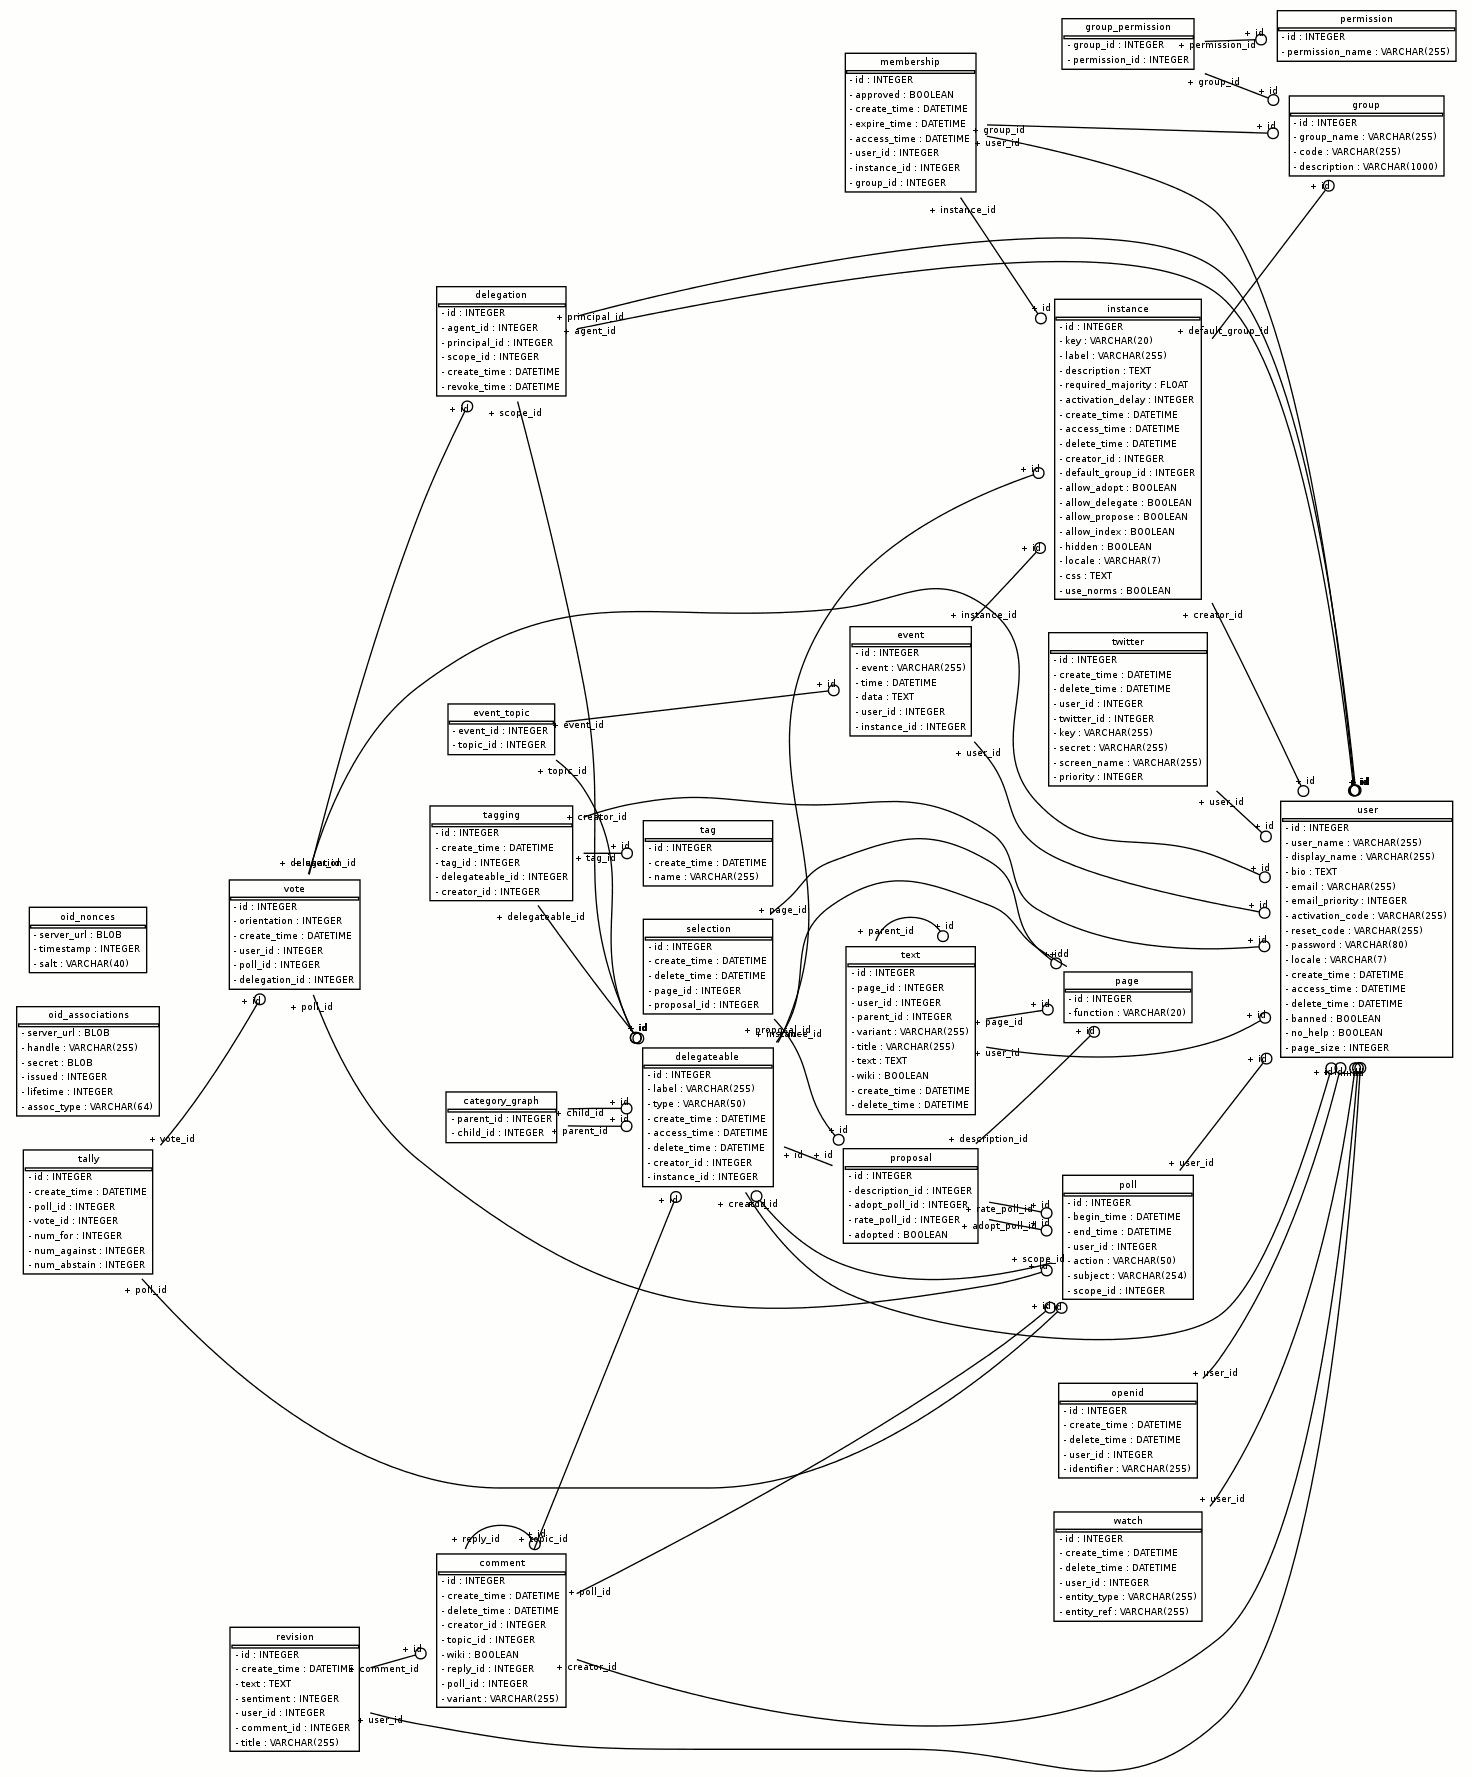 group_permission
- group_id : INTEGER
- permission_id : INTEGER
+ permission_id
+ id
+ group_id
+ id
permission
- id : INTEGER
- permission_name : VARCHAR(255)
membership
- id : INTEGER
- approved : BOOLEAN
- create_time : DATETIME
- expire_time : DATETIME
- access_time : DATETIME
- user_id : INTEGER
- instance_id : INTEGER
- group_id : INTEGER
+ group_id
+ user_id
+ id
+ instance_id
group
- id : INTEGER
- group_name : VARCHAR(255)
- code : VARCHAR(255)
- description : VARCHAR(1000)
+ id
delegation
- id : INTEGER
- agent_id : INTEGER
- principal_id : INTEGER
- scope_id : INTEGER
- create_time : DATETIME
- revoke_time : DATETIME
+ principal_id
+ agent_id
+ id
+ scope_id
+ id
instance
- id : INTEGER
- key : VARCHAR(20)
- label : VARCHAR(255)
- description : TEXT
- required_majority : FLOAT
- activation_delay : INTEGER
- create_time : DATETIME
- access_time : DATETIME
- delete_time : DATETIME
- creator_id : INTEGER
- default_group_id : INTEGER
- allow_adopt : BOOLEAN
- allow_delegate : BOOLEAN
- allow_propose : BOOLEAN
- allow_index : BOOLEAN
- hidden : BOOLEAN
- locale : VARCHAR(7)
- css : TEXT
- use_norms : BOOLEAN
+ default_group_id
+ id
+ id
+ instance_id
+ creator_id
event
- id : INTEGER
- event : VARCHAR(255)
- time : DATETIME
- data : TEXT
- user_id : INTEGER
- instance_id : INTEGER
+ id
+ user_id
twitter
- id : INTEGER
- create_time : DATETIME
- delete_time : DATETIME
- user_id : INTEGER
- twitter_id : INTEGER
- key : VARCHAR(255)
- secret : VARCHAR(255)
- screen_name : VARCHAR(255)
- priority : INTEGER
+ user_id
event_topic
- event_id : INTEGER
- topic_id : INTEGER
+ event_id
+ topic_id
+ id
+ id
user
- id : INTEGER
- user_name : VARCHAR(255)
- display_name : VARCHAR(255)
- bio : TEXT
- email : VARCHAR(255)
- email_priority : INTEGER
- activation_code : VARCHAR(255)
- reset_code : VARCHAR(255)
- password : VARCHAR(80)
- locale : VARCHAR(7)
- create_time : DATETIME
- access_time : DATETIME
- delete_time : DATETIME
- banned : BOOLEAN
- no_help : BOOLEAN
- page_size : INTEGER
+ id
+ id
+ id
+ id
+ id
+ id
tagging
- id : INTEGER
- create_time : DATETIME
- tag_id : INTEGER
- delegateable_id : INTEGER
- creator_id : INTEGER
+ creator_id
+ tag_id
+ id
+ delegateable_id
tag
- id : INTEGER
- create_time : DATETIME
- name : VARCHAR(255)
vote
- id : INTEGER
- orientation : INTEGER
- create_time : DATETIME
- user_id : INTEGER
- poll_id : INTEGER
- delegation_id : INTEGER
+ id
+ poll_id
oid_nonces
- server_url : BLOB
- timestamp : INTEGER
- salt : VARCHAR(40)
oid_associations
- server_url : BLOB
- handle : VARCHAR(255)
- secret : BLOB
- issued : INTEGER
- lifetime : INTEGER
- assoc_type : VARCHAR(64)
selection
- id : INTEGER
- create_time : DATETIME
- delete_time : DATETIME
- page_id : INTEGER
- proposal_id : INTEGER
+ page_id
+ id
text
- id : INTEGER
- page_id : INTEGER
- user_id : INTEGER
- parent_id : INTEGER
- variant : VARCHAR(255)
- title : VARCHAR(255)
- text : TEXT
- wiki : BOOLEAN
- create_time : DATETIME
- delete_time : DATETIME
+ parent_id
+ id
+ page_id
+ user_id
+ id
page
- id : INTEGER
- function : VARCHAR(20)
+ id
delegateable
- id : INTEGER
- label : VARCHAR(255)
- type : VARCHAR(50)
- create_time : DATETIME
- access_time : DATETIME
- delete_time : DATETIME
- creator_id : INTEGER
- instance_id : INTEGER
+ id
+ id
+ id
category_graph
- parent_id : INTEGER
- child_id : INTEGER
+ child_id
+ parent_id
+ id
+ id
tally
- id : INTEGER
- create_time : DATETIME
- poll_id : INTEGER
- vote_id : INTEGER
- num_for : INTEGER
- num_against : INTEGER
- num_abstain : INTEGER
+ vote_id
+ poll_id
proposal
- id : INTEGER
- description_id : INTEGER
- adopt_poll_id : INTEGER
- rate_poll_id : INTEGER
- adopted : BOOLEAN
+ id
+ description_id
+ rate_poll_id
+ adopt_poll_id
+ id
+ id
poll
- id : INTEGER
- begin_time : DATETIME
- end_time : DATETIME
- user_id : INTEGER
- action : VARCHAR(50)
- subject : VARCHAR(254)
- scope_id : INTEGER
+ user_id
+ scope_id
+ id
openid
- id : INTEGER
- create_time : DATETIME
- delete_time : DATETIME
- user_id : INTEGER
- identifier : VARCHAR(255)
+ user_id
watch
- id : INTEGER
- create_time : DATETIME
- delete_time : DATETIME
- user_id : INTEGER
- entity_type : VARCHAR(255)
- entity_ref : VARCHAR(255)
+ user_id
comment
- id : INTEGER
- create_time : DATETIME
- delete_time : DATETIME
- creator_id : INTEGER
- topic_id : INTEGER
- wiki : BOOLEAN
- reply_id : INTEGER
- poll_id : INTEGER
- variant : VARCHAR(255)
+ reply_id
+ id
+ topic_id
+ poll_id
+ creator_id
revision
- id : INTEGER
- create_time : DATETIME
- text : TEXT
- sentiment : INTEGER
- user_id : INTEGER
- comment_id : INTEGER
- title : VARCHAR(255)
+ comment_id
+ id
+ user_id